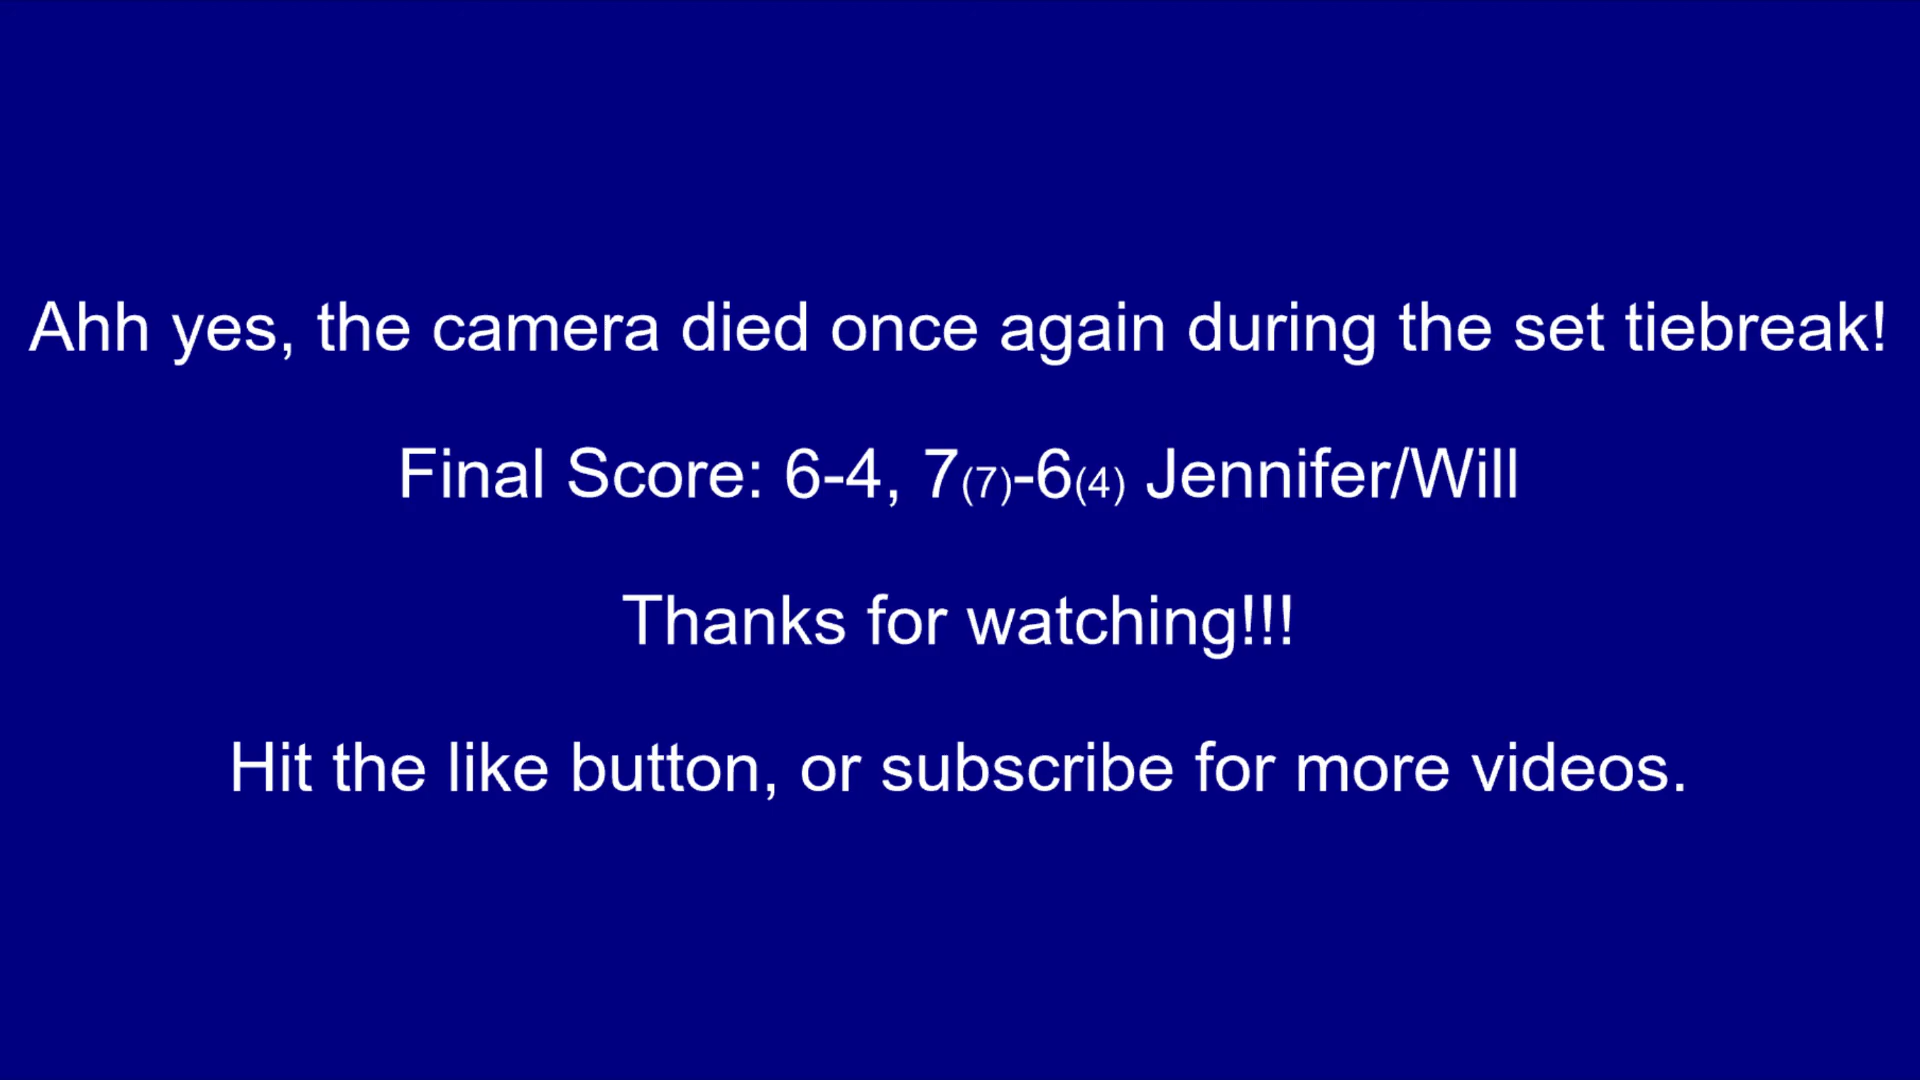 Ahh yes, the camera died once again during the set tiebreak!
Final Score: 6-4, 7(7)-6(4) Jennifer/Will
Thanks for watching!!!
Hit the like button, or subscribe for more videos.